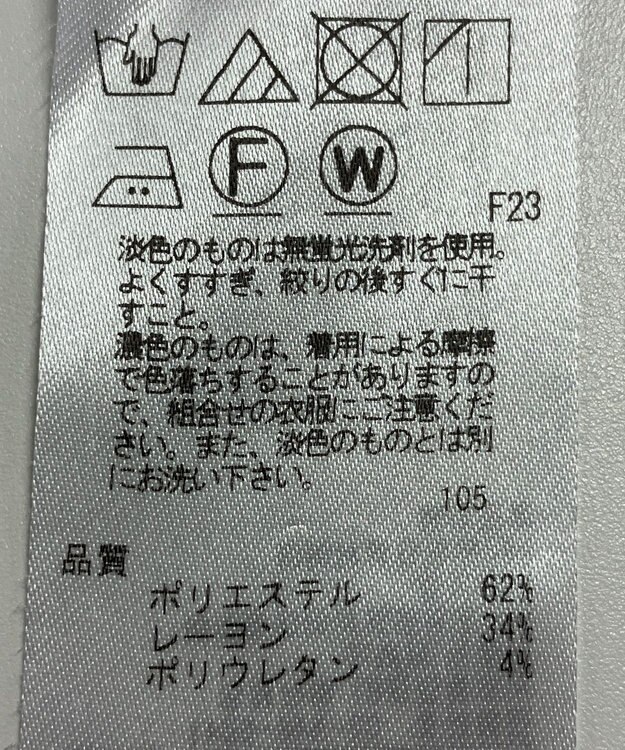 F
W
F23
淡色のものは無蛍光洗剤を使用。
よくすすぎ、絞りの後すぐに干
すこと。
濃色のものは、着用による摩擦
で色落ちすることがありますの
で、組合せの衣服にご注意くだ
さい。また、淡色のものとは別
にお洗い下さい。
105
品質
ポリエステル 62%
レーヨン 34%
ポリウレタン 4%